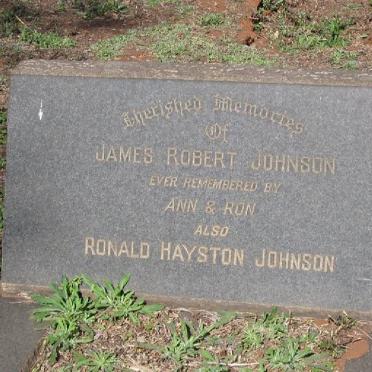 Cherished Memories
Of
JAMES ROBERT JOHNSON
EVER REMEMBERED BY
ANN & RON
ALSO
RONALD HAYSTON JOHNSON